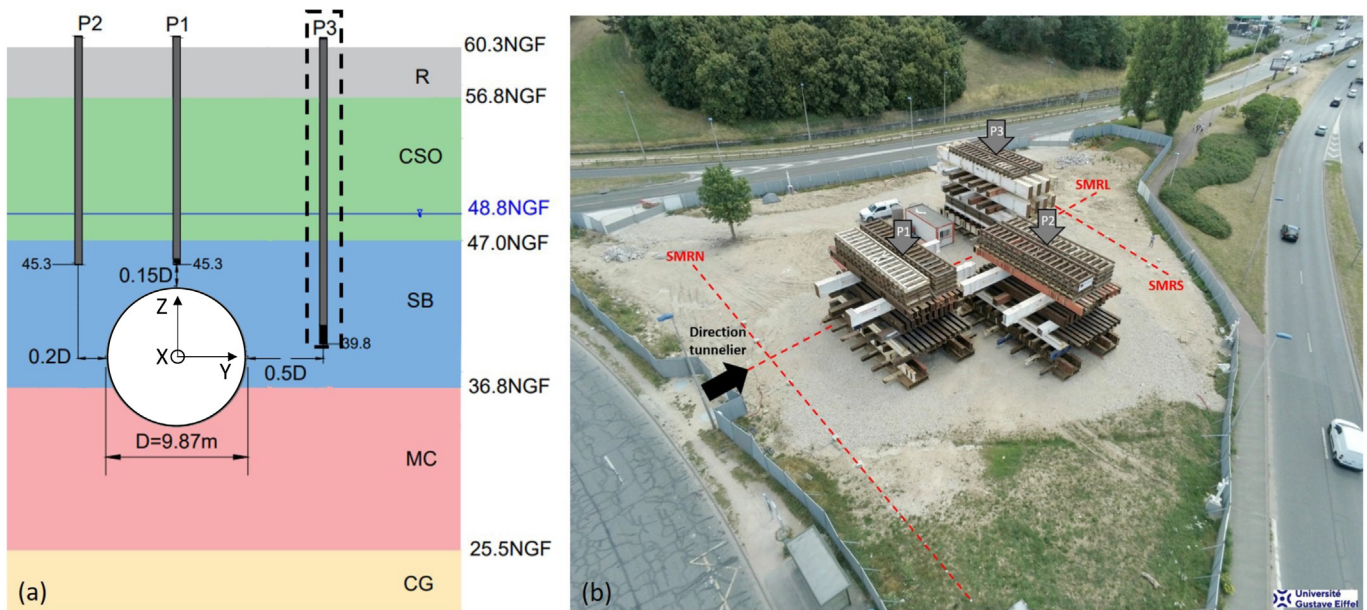 P2
P1
P3
60.3NGF
R
56.8NGF
CSO
48.8NGF
47.0NGF
45.3
45.3
0.15D
SB
Z
X
Y
39.8
0.2D
0.5D
36.8NGF
D=9.87m
MC
25.5NGF
CG
(a)
P3
SMRL
P1
P2
SMRN
SMRS
Direction
tunnelier
(b)
Université
Gustave Eiffel